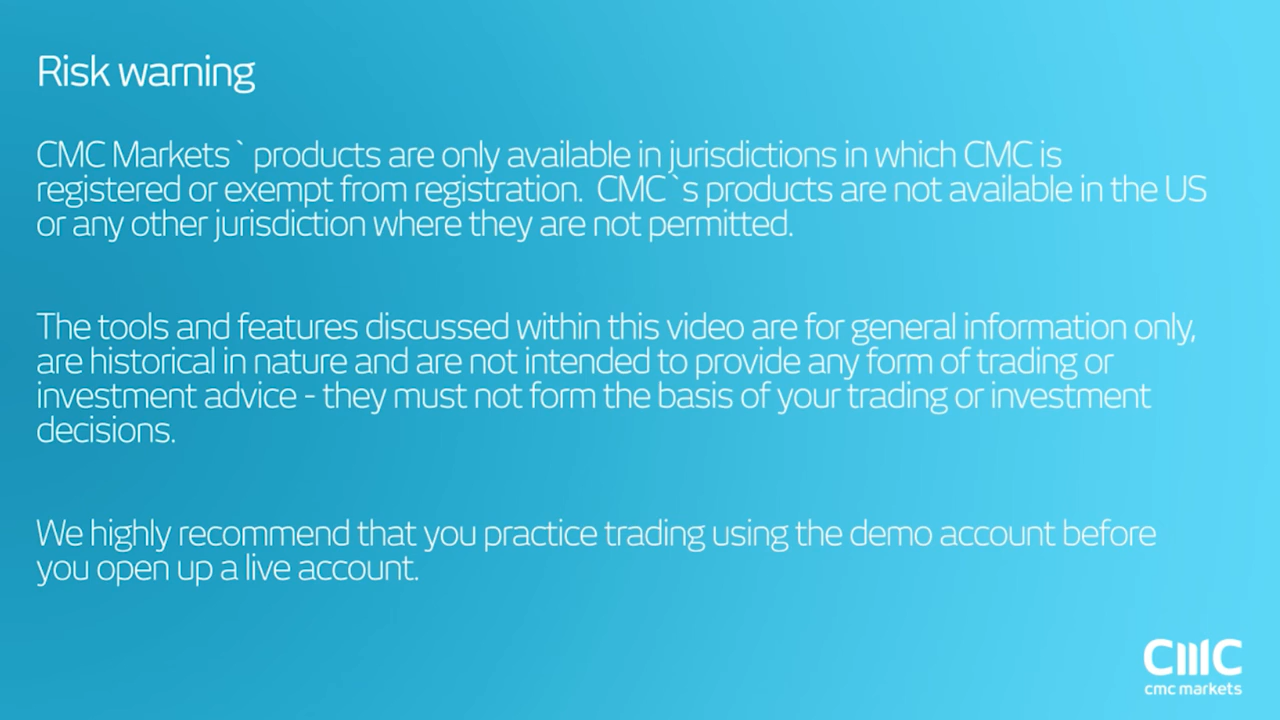 Risk warning
CMC Markets` products are only available in jurisdictions in which CMC is
registered or exempt from registration.  CMC`s products are not available in the US
or any other jurisdiction where they are not permitted.
The tools and features discussed within this video are for general information only,
are historical in nature and are not intended to provide any form of trading or
investment advice - they must not form the basis of your trading or investment
decisions.
We highly recommend that you practice trading using the demo account before
you open up a live account.
CMC
cmc markets